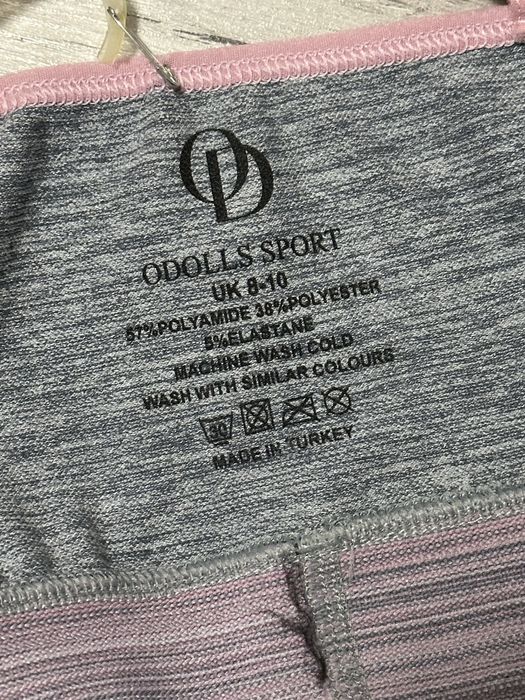 OD
ODOLLS SPORT
UK 8-10
57%POLYAMIDE 38%POLYESTER
5%ELASTANE
MACHINE WASH COLD
WASH WITH SIMILAR COLOURS
30
MADE IN TURKEY